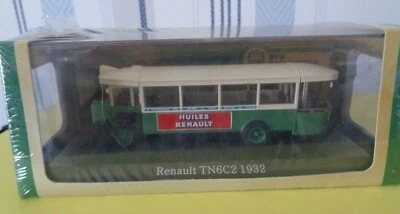 HUILES
RENAULT
Renault TN6C2 1932